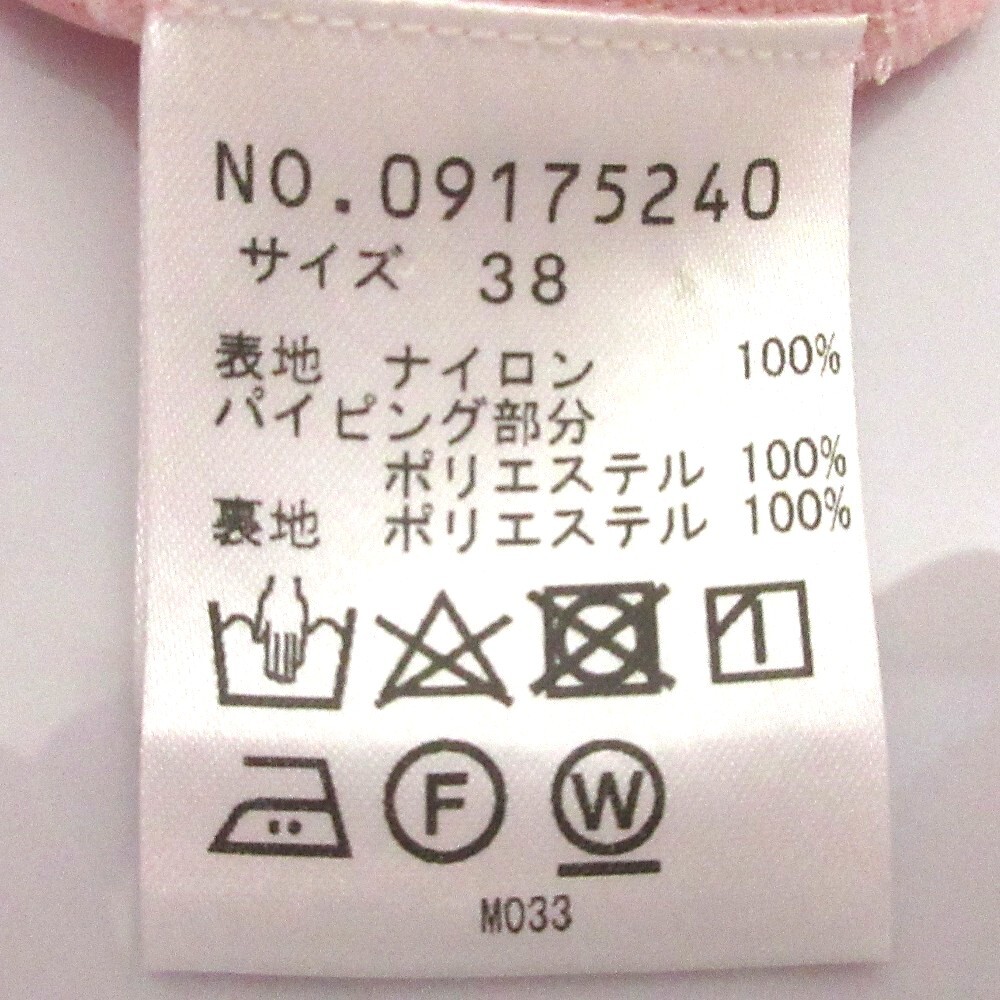 NO.09175240
サイズ 38
表地 ナイロン 100%
パイピング部分
ポリエステル 100%
裏地 ポリエステル 100%
F W
M033